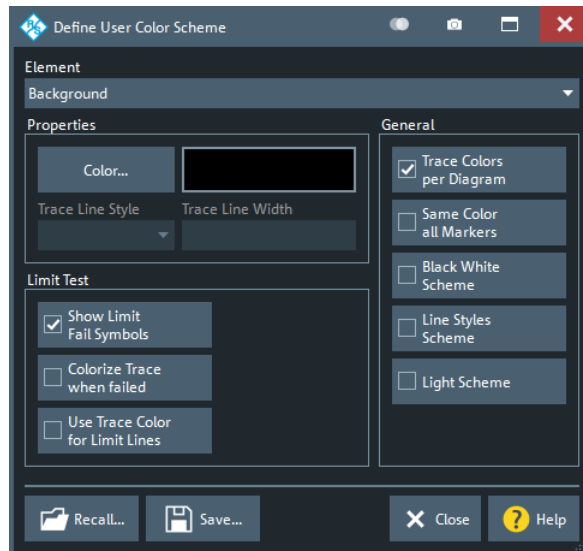 Define User Color Scheme
Element
Background
Properties
Color...
Trace Line Style
Trace Line Width
Limit Test
Show Limit
Fail Symbols
Colorize Trace
when failed
Use Trace Color
for Limit Lines
General
Trace Colors
per Diagram
Same Color
all Markers
Black White
Scheme
Line Styles
Scheme
Light Scheme
Recall...
Save...
Close
? Help